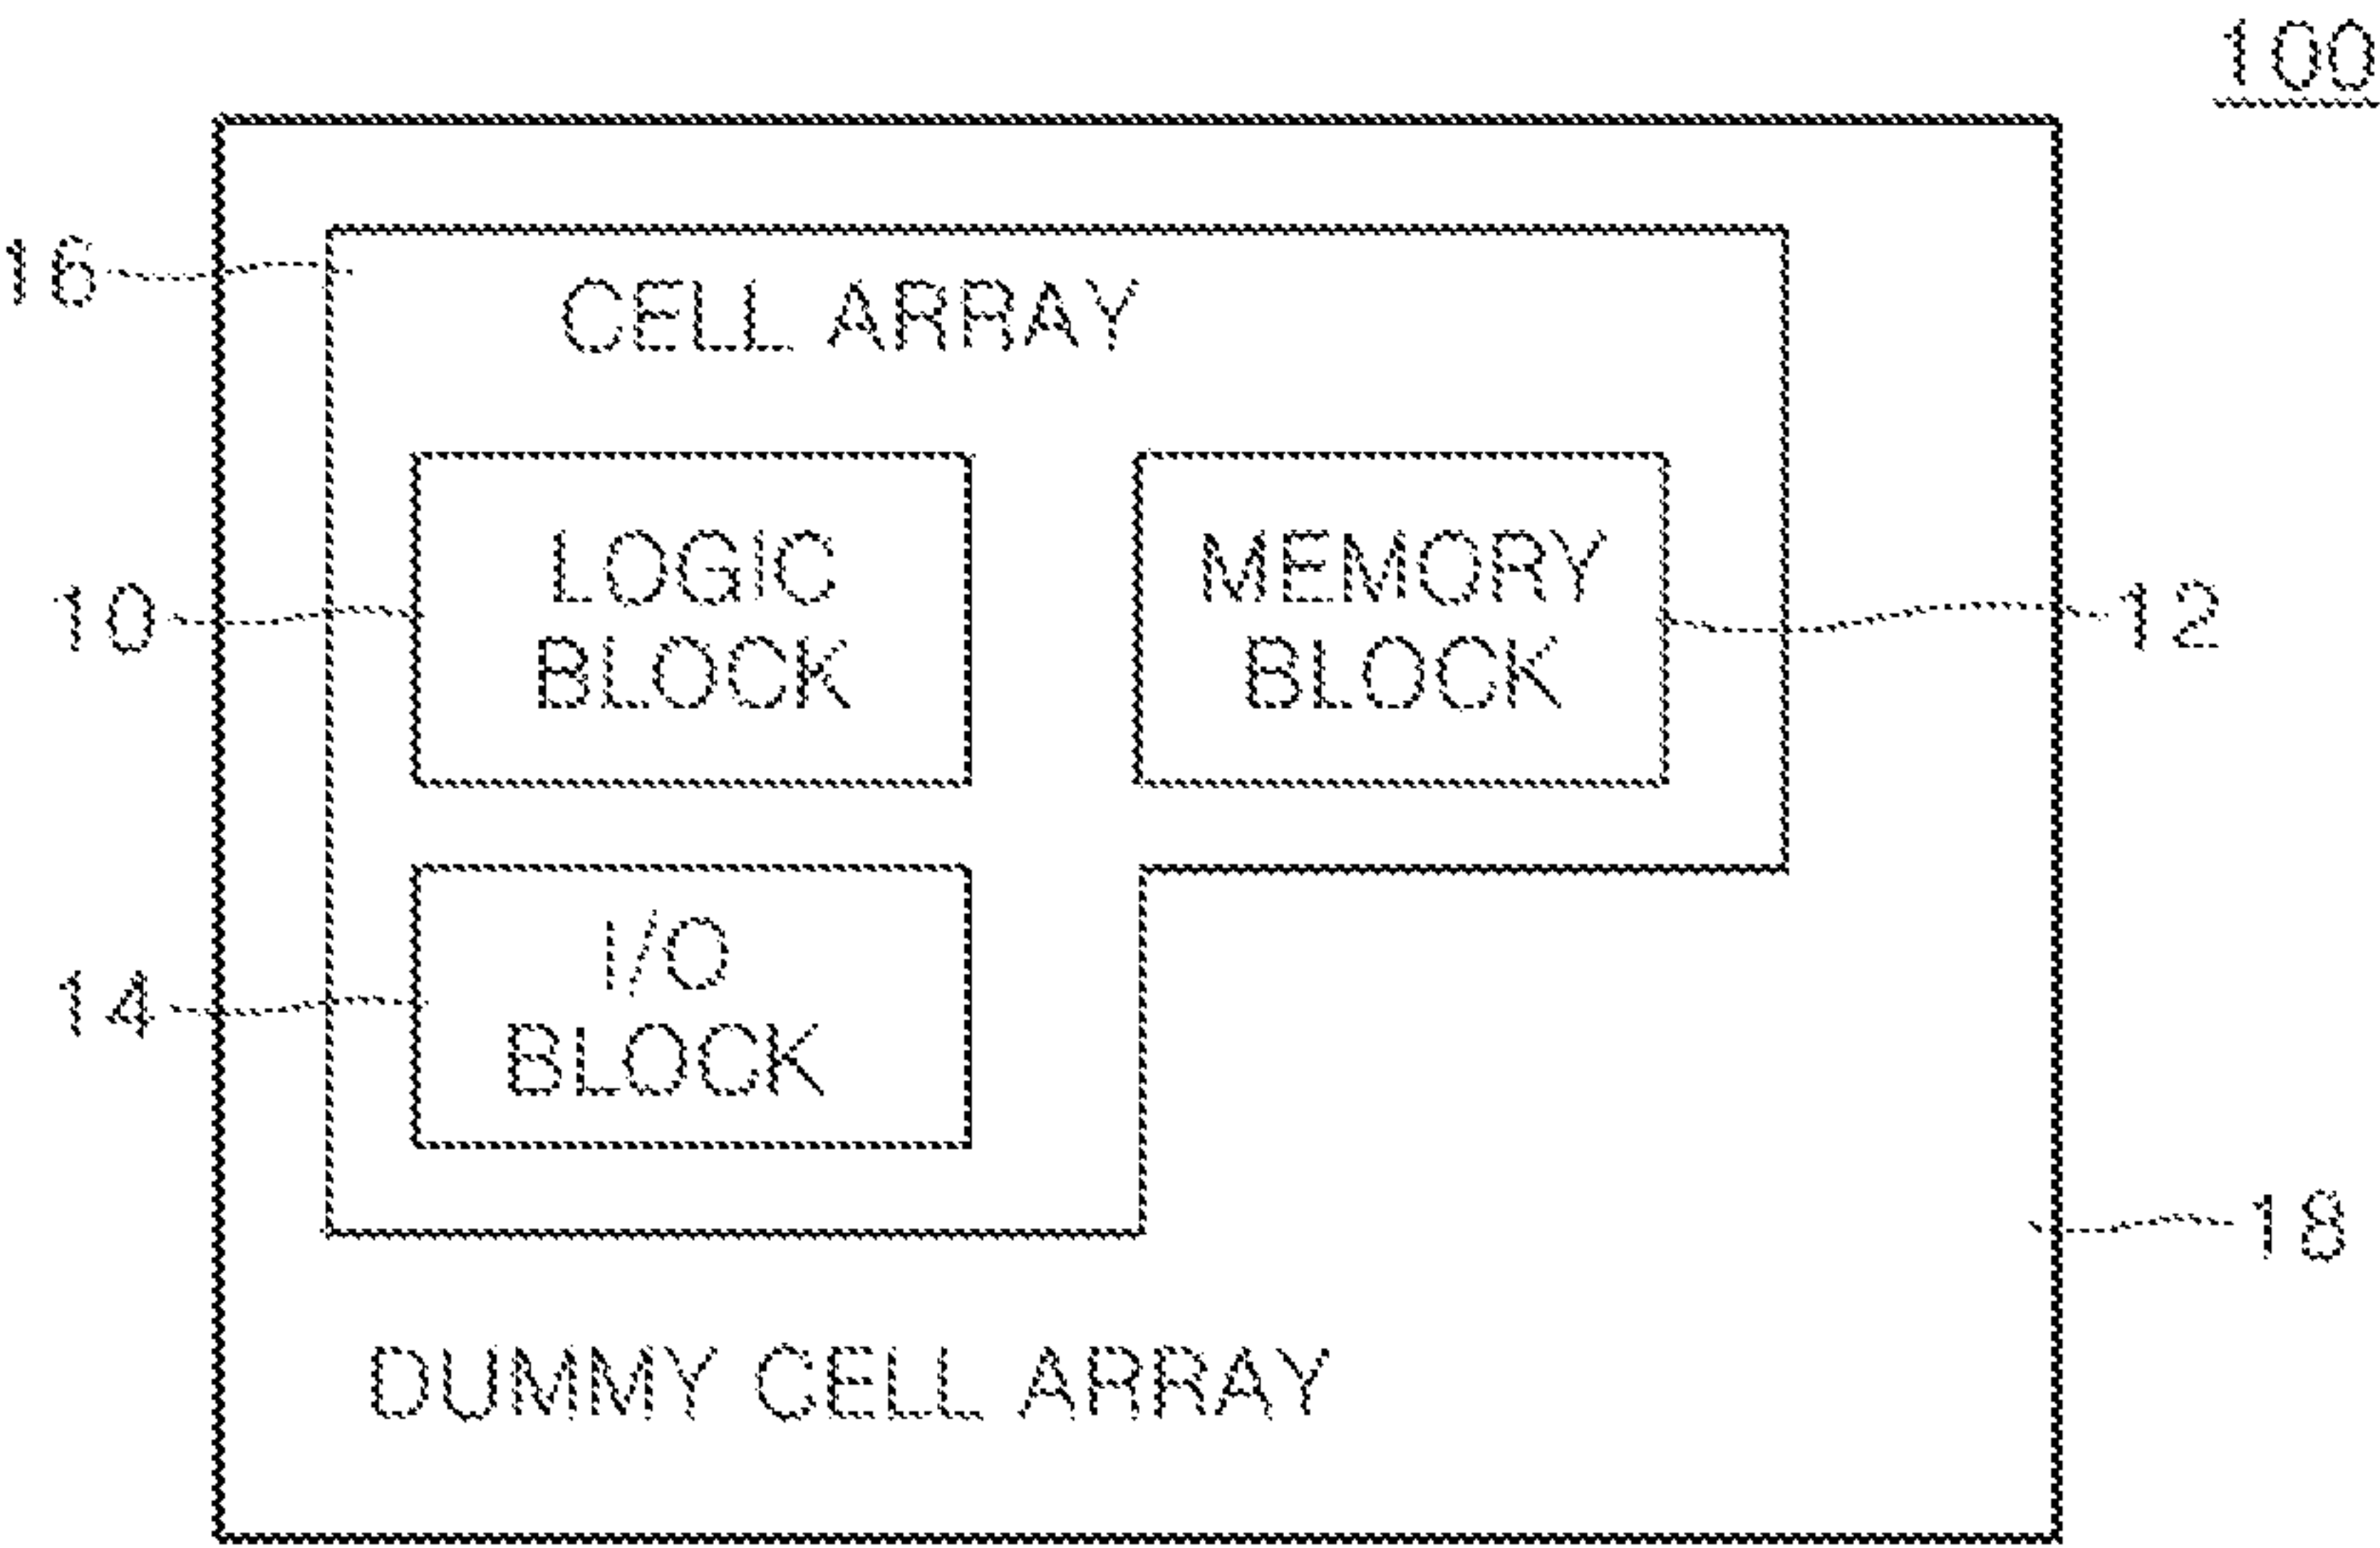 100
16
CELL ARRAY
LOGIC
BLOCK
MEMORY
BLOCK
10
12
I/O
BLOCK
14
18
DUMMY CELL ARRAY